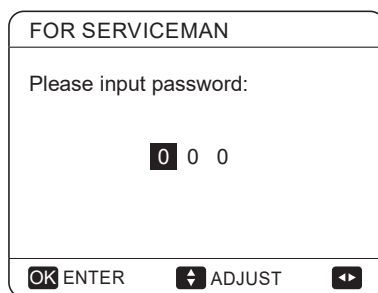 FOR SERVICEMAN
Please input password:
0 0 0
OK ENTER ADJUST